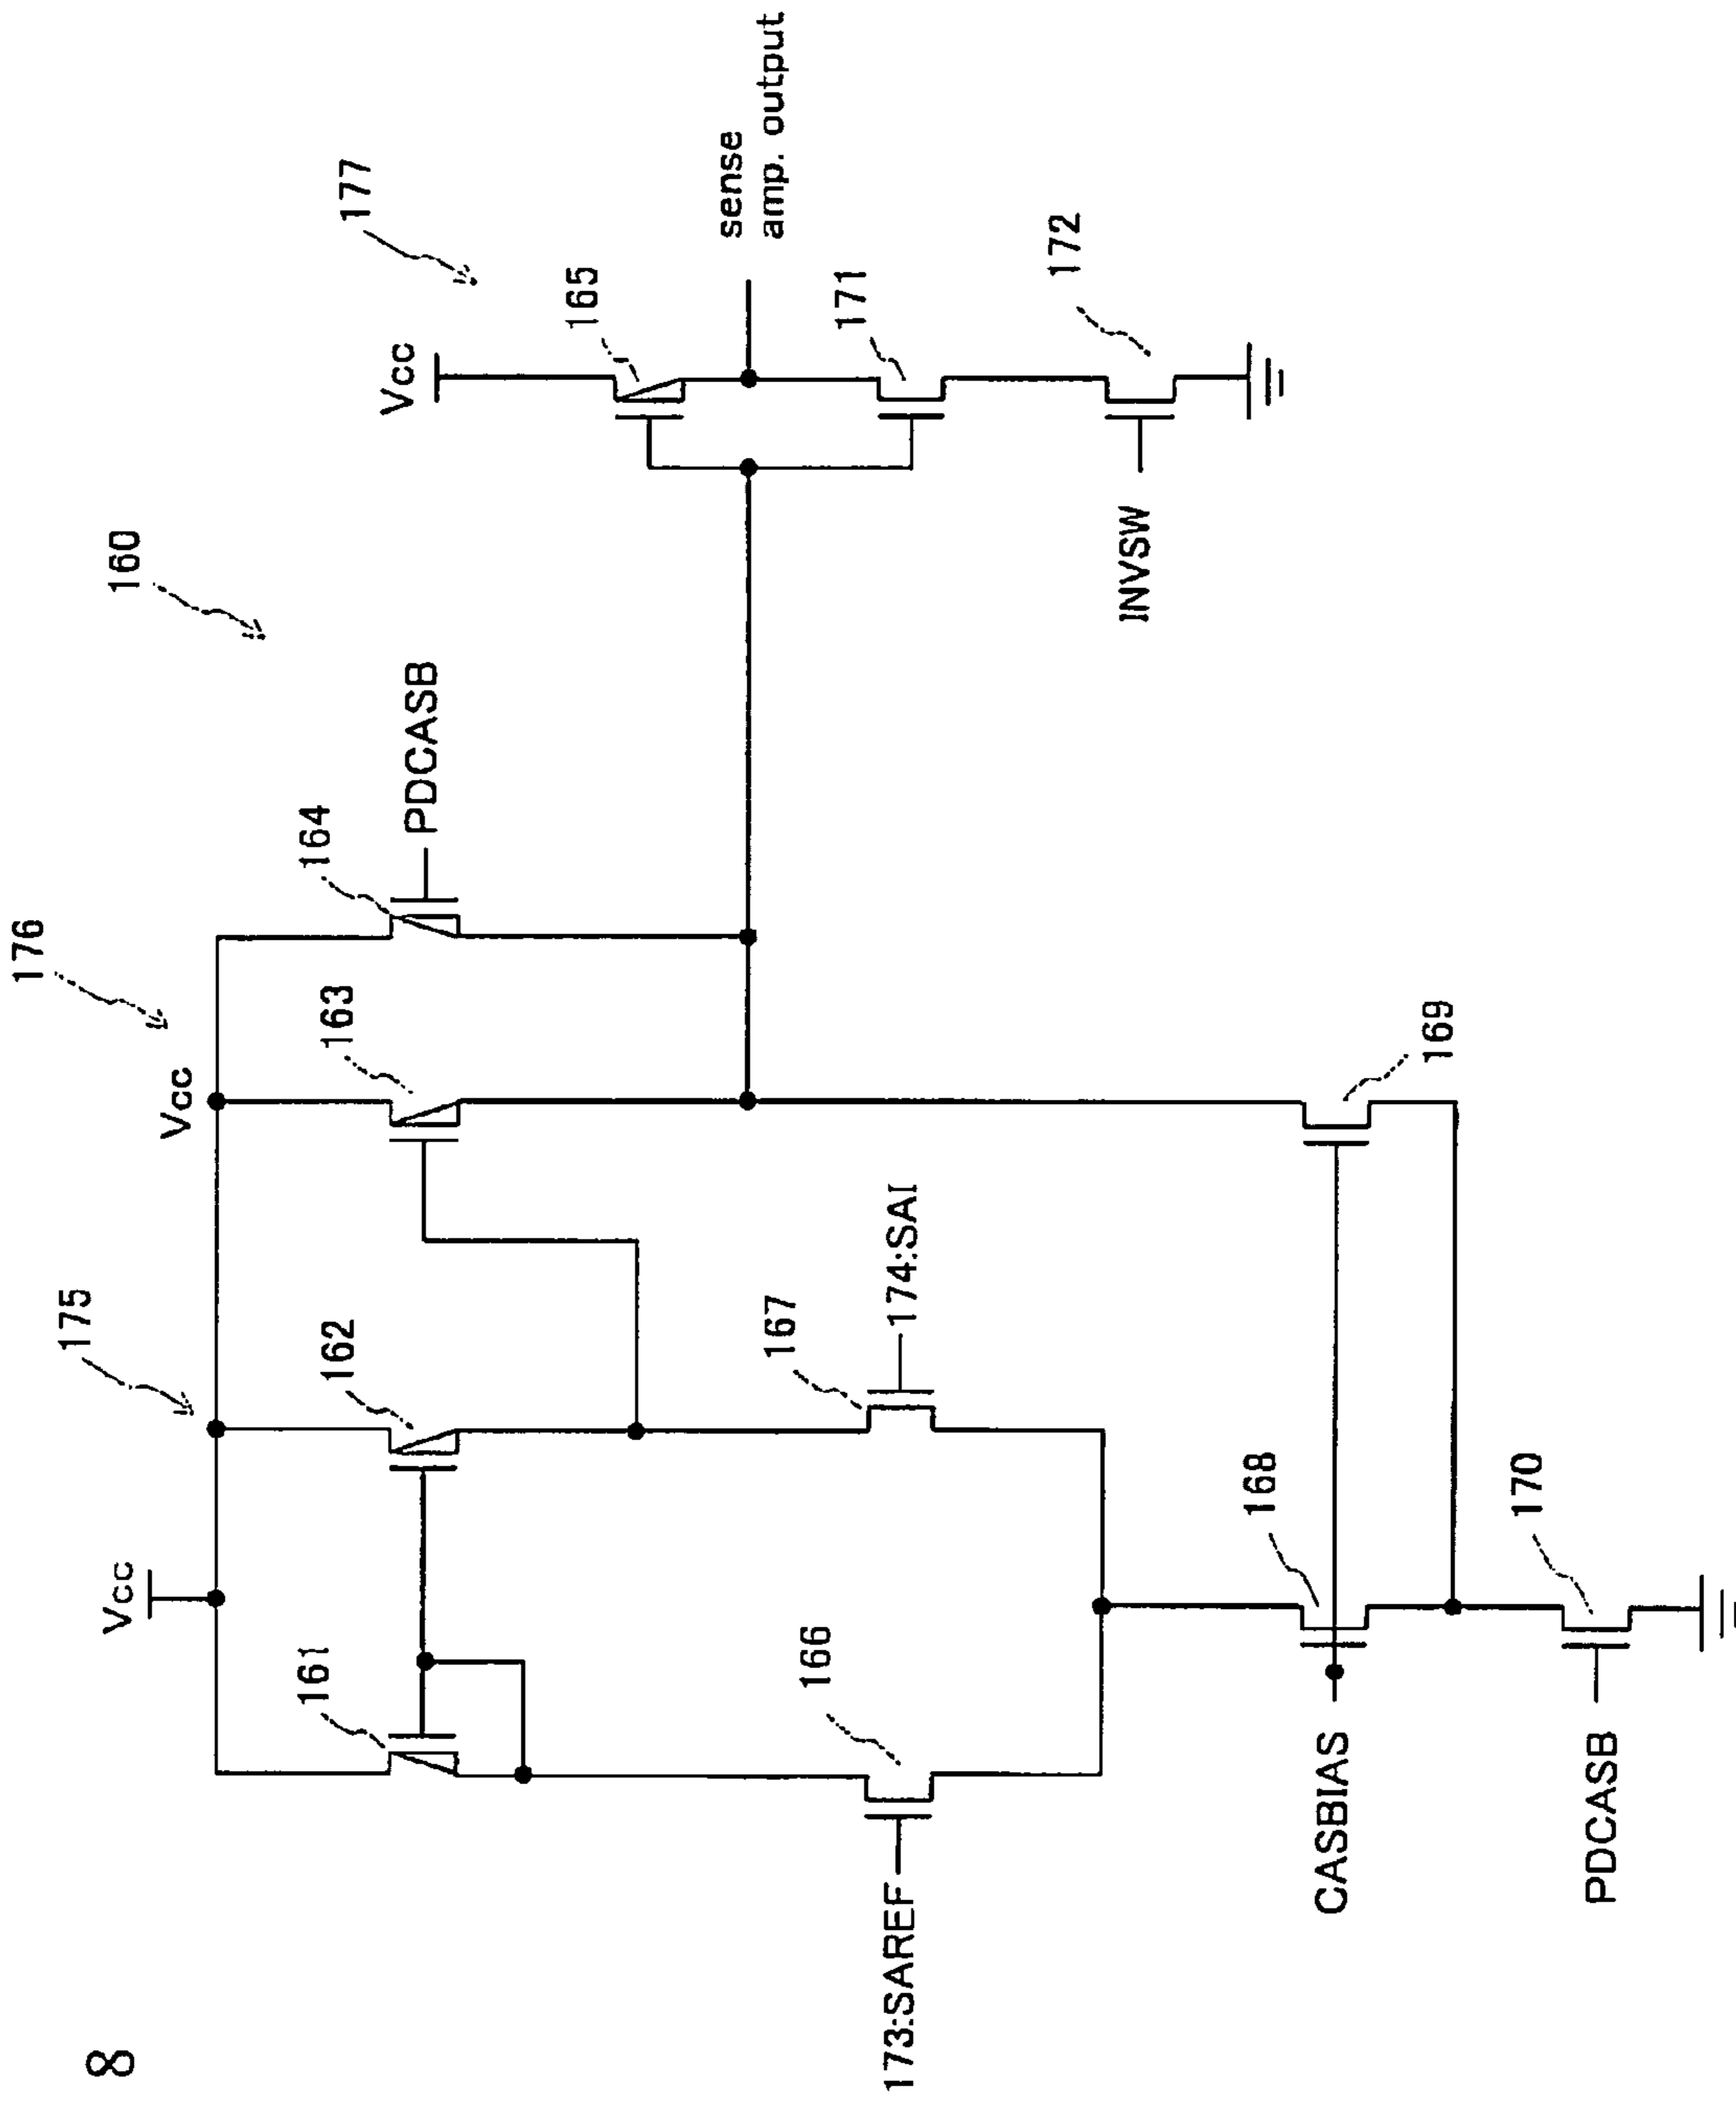 8
160
175
176
177
Vcc
Vcc
Vcc
161
162
163
164
165
PDCASB
sense
amp. output
166
167
174:SAI
173:SAREF
171
172
INVSW
168
169
CASBIAS
170
PDCASB